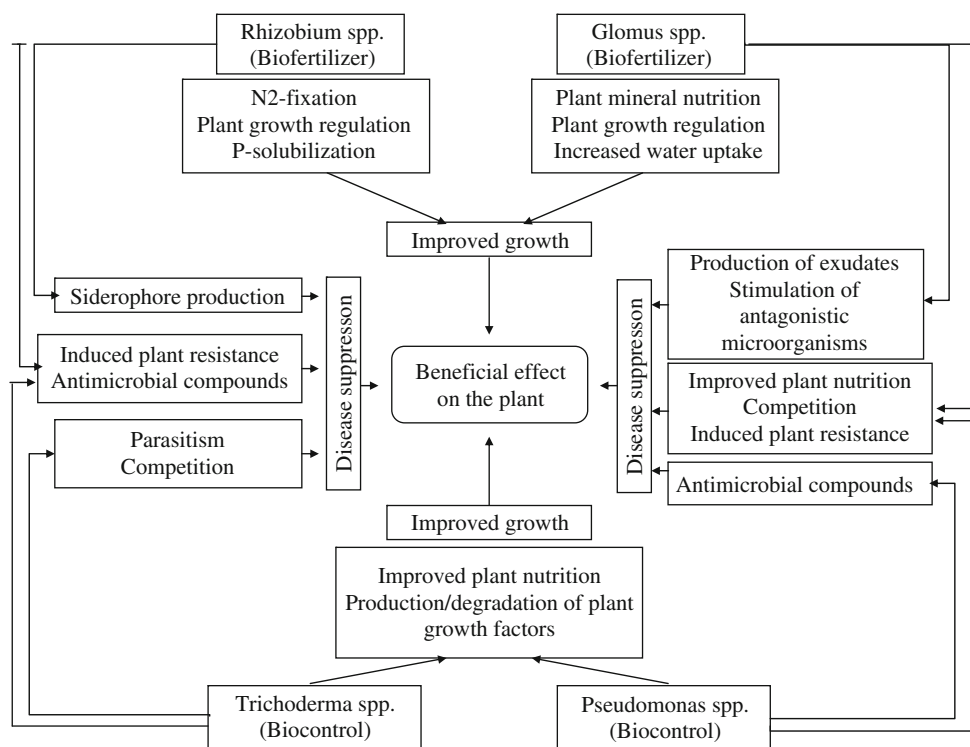 Rhizobium spp.
(Biofertilizer)
Glomus spp.
(Biofertilizer)
N2-fixation
Plant growth regulation
P-solubilization
Plant mineral nutrition
Plant growth regulation
Increased water uptake
Improved growth
Siderophore production
Induced plant resistance
Antimicrobial compounds
Parasitism
Competition
Disease suppression
Beneficial effect
on the plant
Disease suppresson
Production of exudates
Stimulation of
antagonistic
microorganisms
Improved plant nutrition
Competition
Induced plant resistance
Antimicrobial compounds
Improved growth
Improved plant nutrition
Production/degradation of plant
growth factors
Trichoderma spp.
(Biocontrol)
Pseudomonas spp.
(Biocontrol)